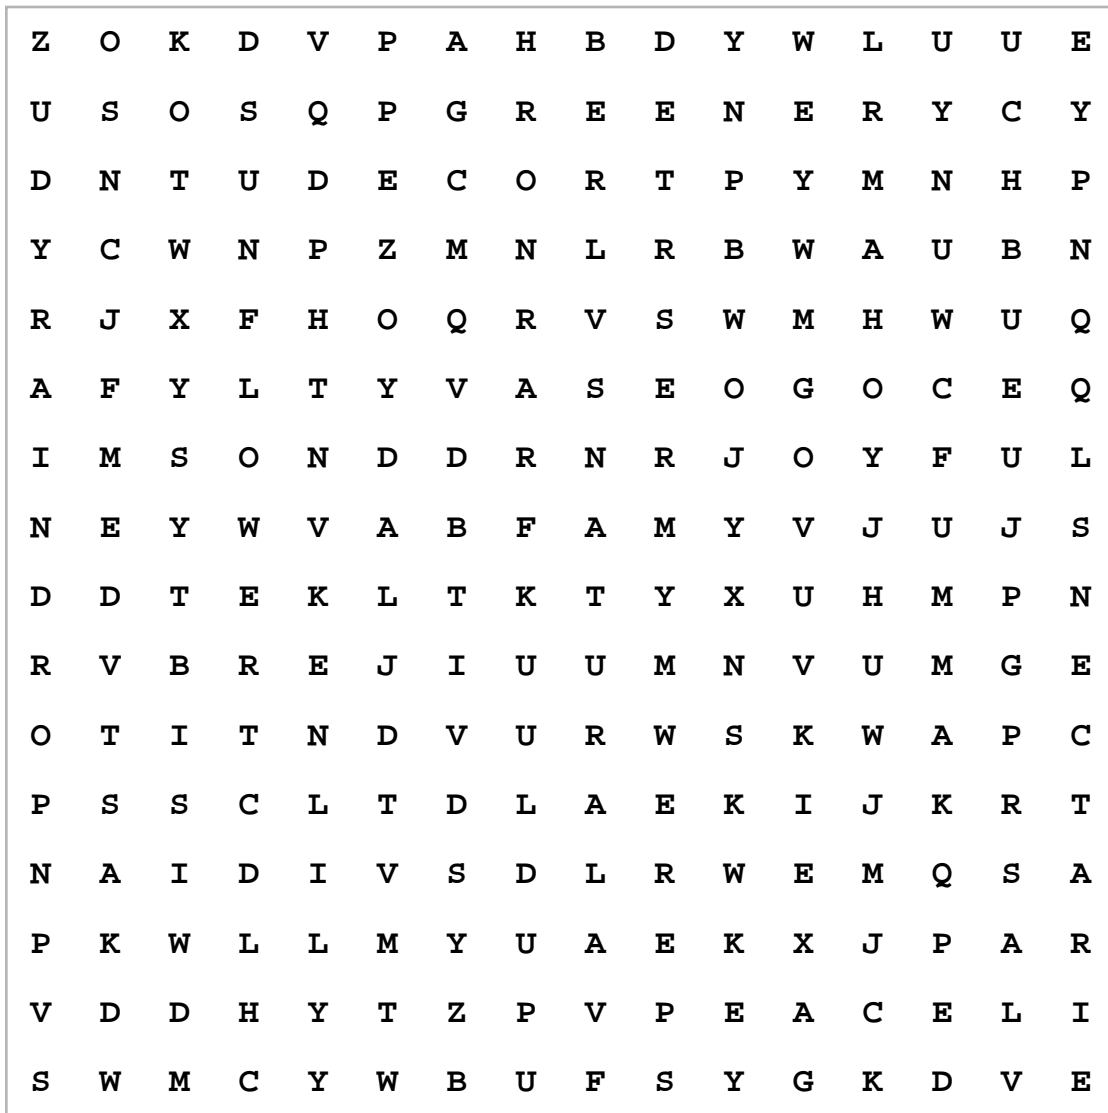 Z O K D V P A H B D Y W L U U E
U S O S Q P G R E E N E R Y C Y
D N T U D E C O R T P Y M N H P
Y C W N P Z M N L R B W A U B N
R J X F H O Q R V S W M H W U Q
A F Y L T Y V A S E O G O C E Q
I M S O N D D R N R J O Y F U L
N E Y W V A B F A M Y V J U J S
D D T E K L T K T Y X U H M P N
R V B R E J I U U M N V U M G E
O T I T N D V U R W S K W A P C
P S S C L T D L A E K I J K R T
N A I D I V S D L R W E M Q S A
P K W L L M Y U A E K X J P A R
V D D H Y T Z P V P E A C E L I
S W M C Y W B U F S Y G K D V E